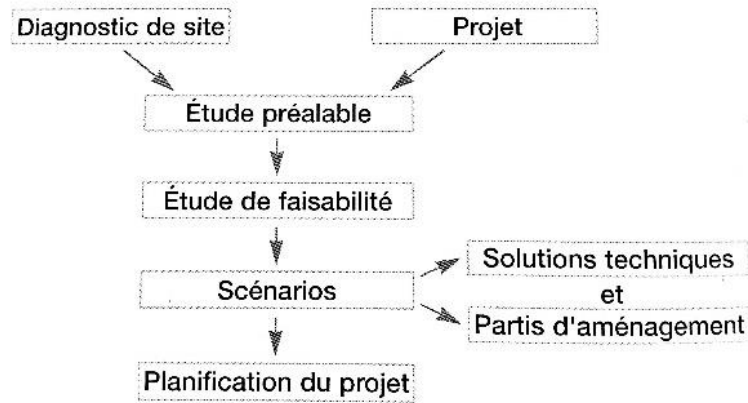 Diagnostic de site
Projet
Étude préalable
Étude de faisabilité
Scénarios
Solutions techniques
et
Partis d'aménagement
Planification du projet